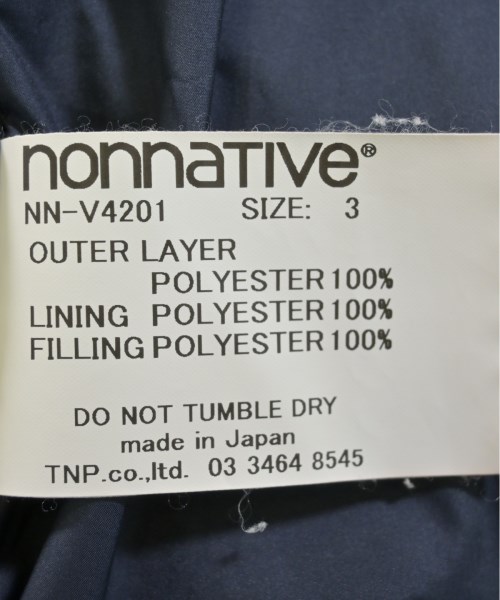 nonnative®
NN-V4201 SIZE: 3
OUTER LAYER
POLYESTER 100%
LINING POLYESTER 100%
FILLING POLYESTER 100%
DO NOT TUMBLE DRY
made in Japan
TNP.co.,ltd. 03 3464 8545